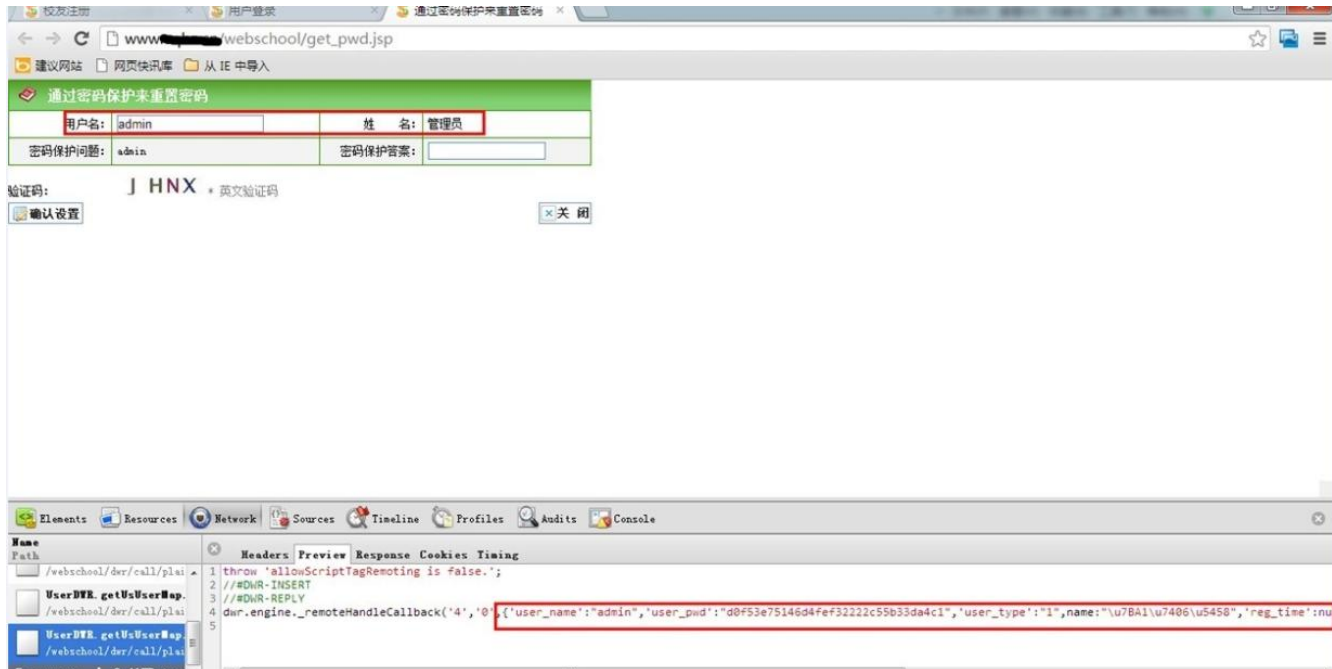 校友注册
用户登录
通过密码保护来重置密码
www. /webschool/get_pwd.jsp
建议网站 网页快讯库 从 IE 中导入
通过密码保护来重置密码
用户名: admin 姓 名: 管理员
密码保护问题: admin 密码保护答案:
验证码: J HNX * 英文验证码
确认设置 × 关 闭
Elements Resources Network Sources Timeline Profiles Audits Console
Name
Path
Headers Preview Response Cookies Timing
/webschool/dwr/call/plai
UserDWR.getUsUserMap.
/webschool/dwr/call/plai
UserDWR.getUsUserMap.
/webschool/dwr/call/plai
1 throw 'allowScriptTagRemoting is false.';
2 //#DWR-INSERT
3 //#DWR-REPLY
4 dwr.engine._remoteHandleCallback('4','0',{'user_name':"admin",'user_pwd':"d0f53e75146d4fef32222c55b33da4c1",'user_type':"1",name:"\u7BA1\u7406\u5458",'reg_time':nu
5